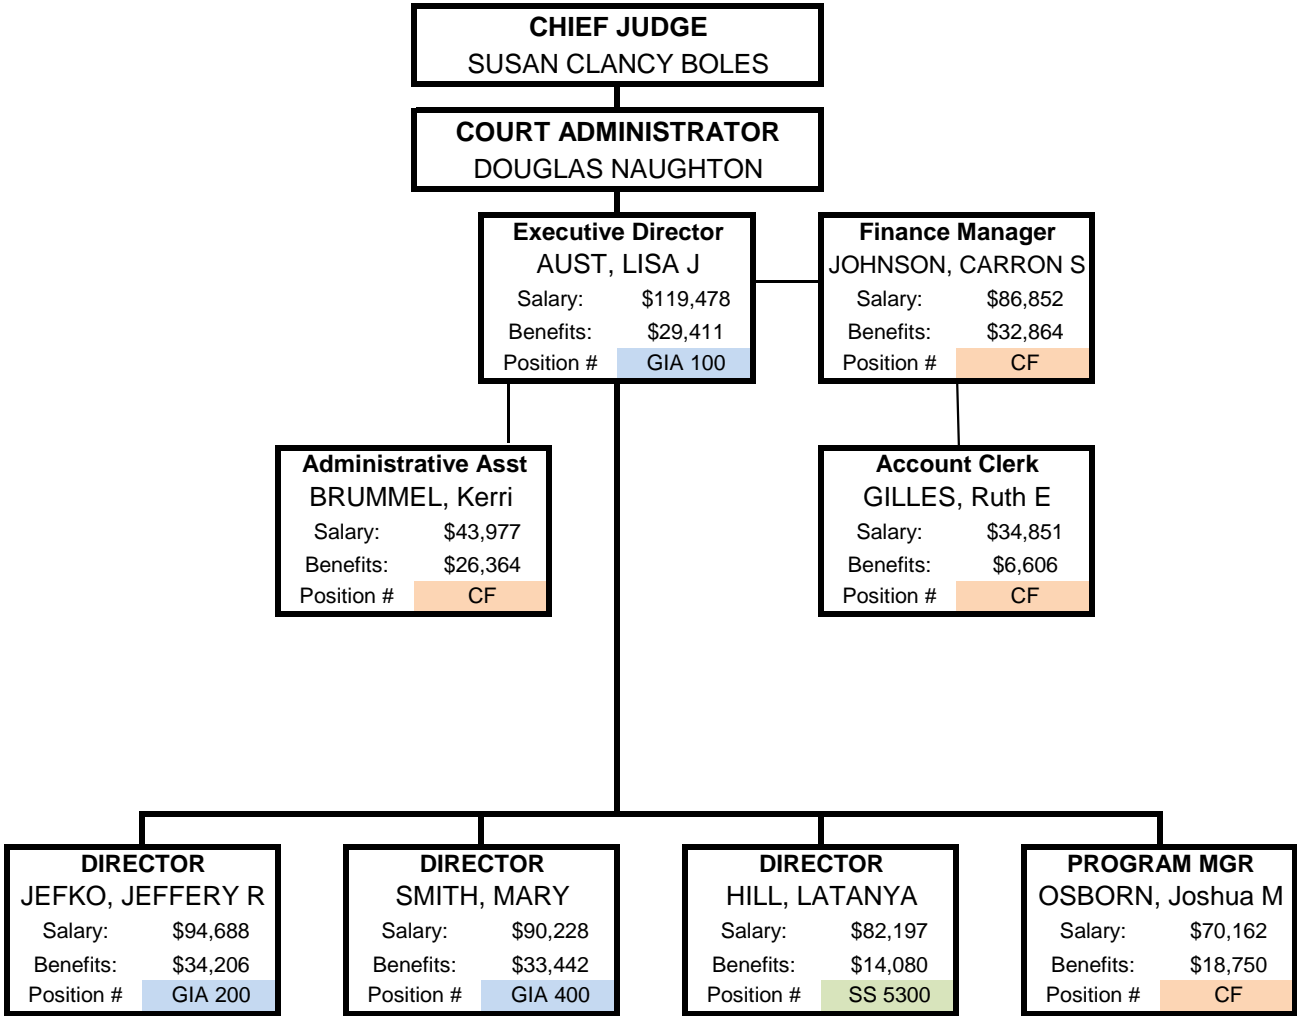 CHIEF JUDGE
SUSAN CLANCY BOLES
COURT ADMINISTRATOR
DOUGLAS NAUGHTON
Executive Director
AUST, LISA J
Salary: $119,478
Benefits: $29,411
Position # GIA 100
Finance Manager
JOHNSON, CARRON S
Salary: $86,852
Benefits: $32,864
Position # CF
Administrative Asst
BRUMMEL, Kerri
Salary: $43,977
Benefits: $26,364
Position # CF
Account Clerk
GILLES, Ruth E
Salary: $34,851
Benefits: $6,606
Position # CF
DIRECTOR
JEFKO, JEFFERY R
Salary: $94,688
Benefits: $34,206
Position # GIA 200
DIRECTOR
SMITH, MARY
Salary: $90,228
Benefits: $33,442
Position # GIA 400
DIRECTOR
HILL, LATANYA
Salary: $82,197
Benefits: $14,080
Position # SS 5300
PROGRAM MGR
OSBORN, Joshua M
Salary: $70,162
Benefits: $18,750
Position # CF